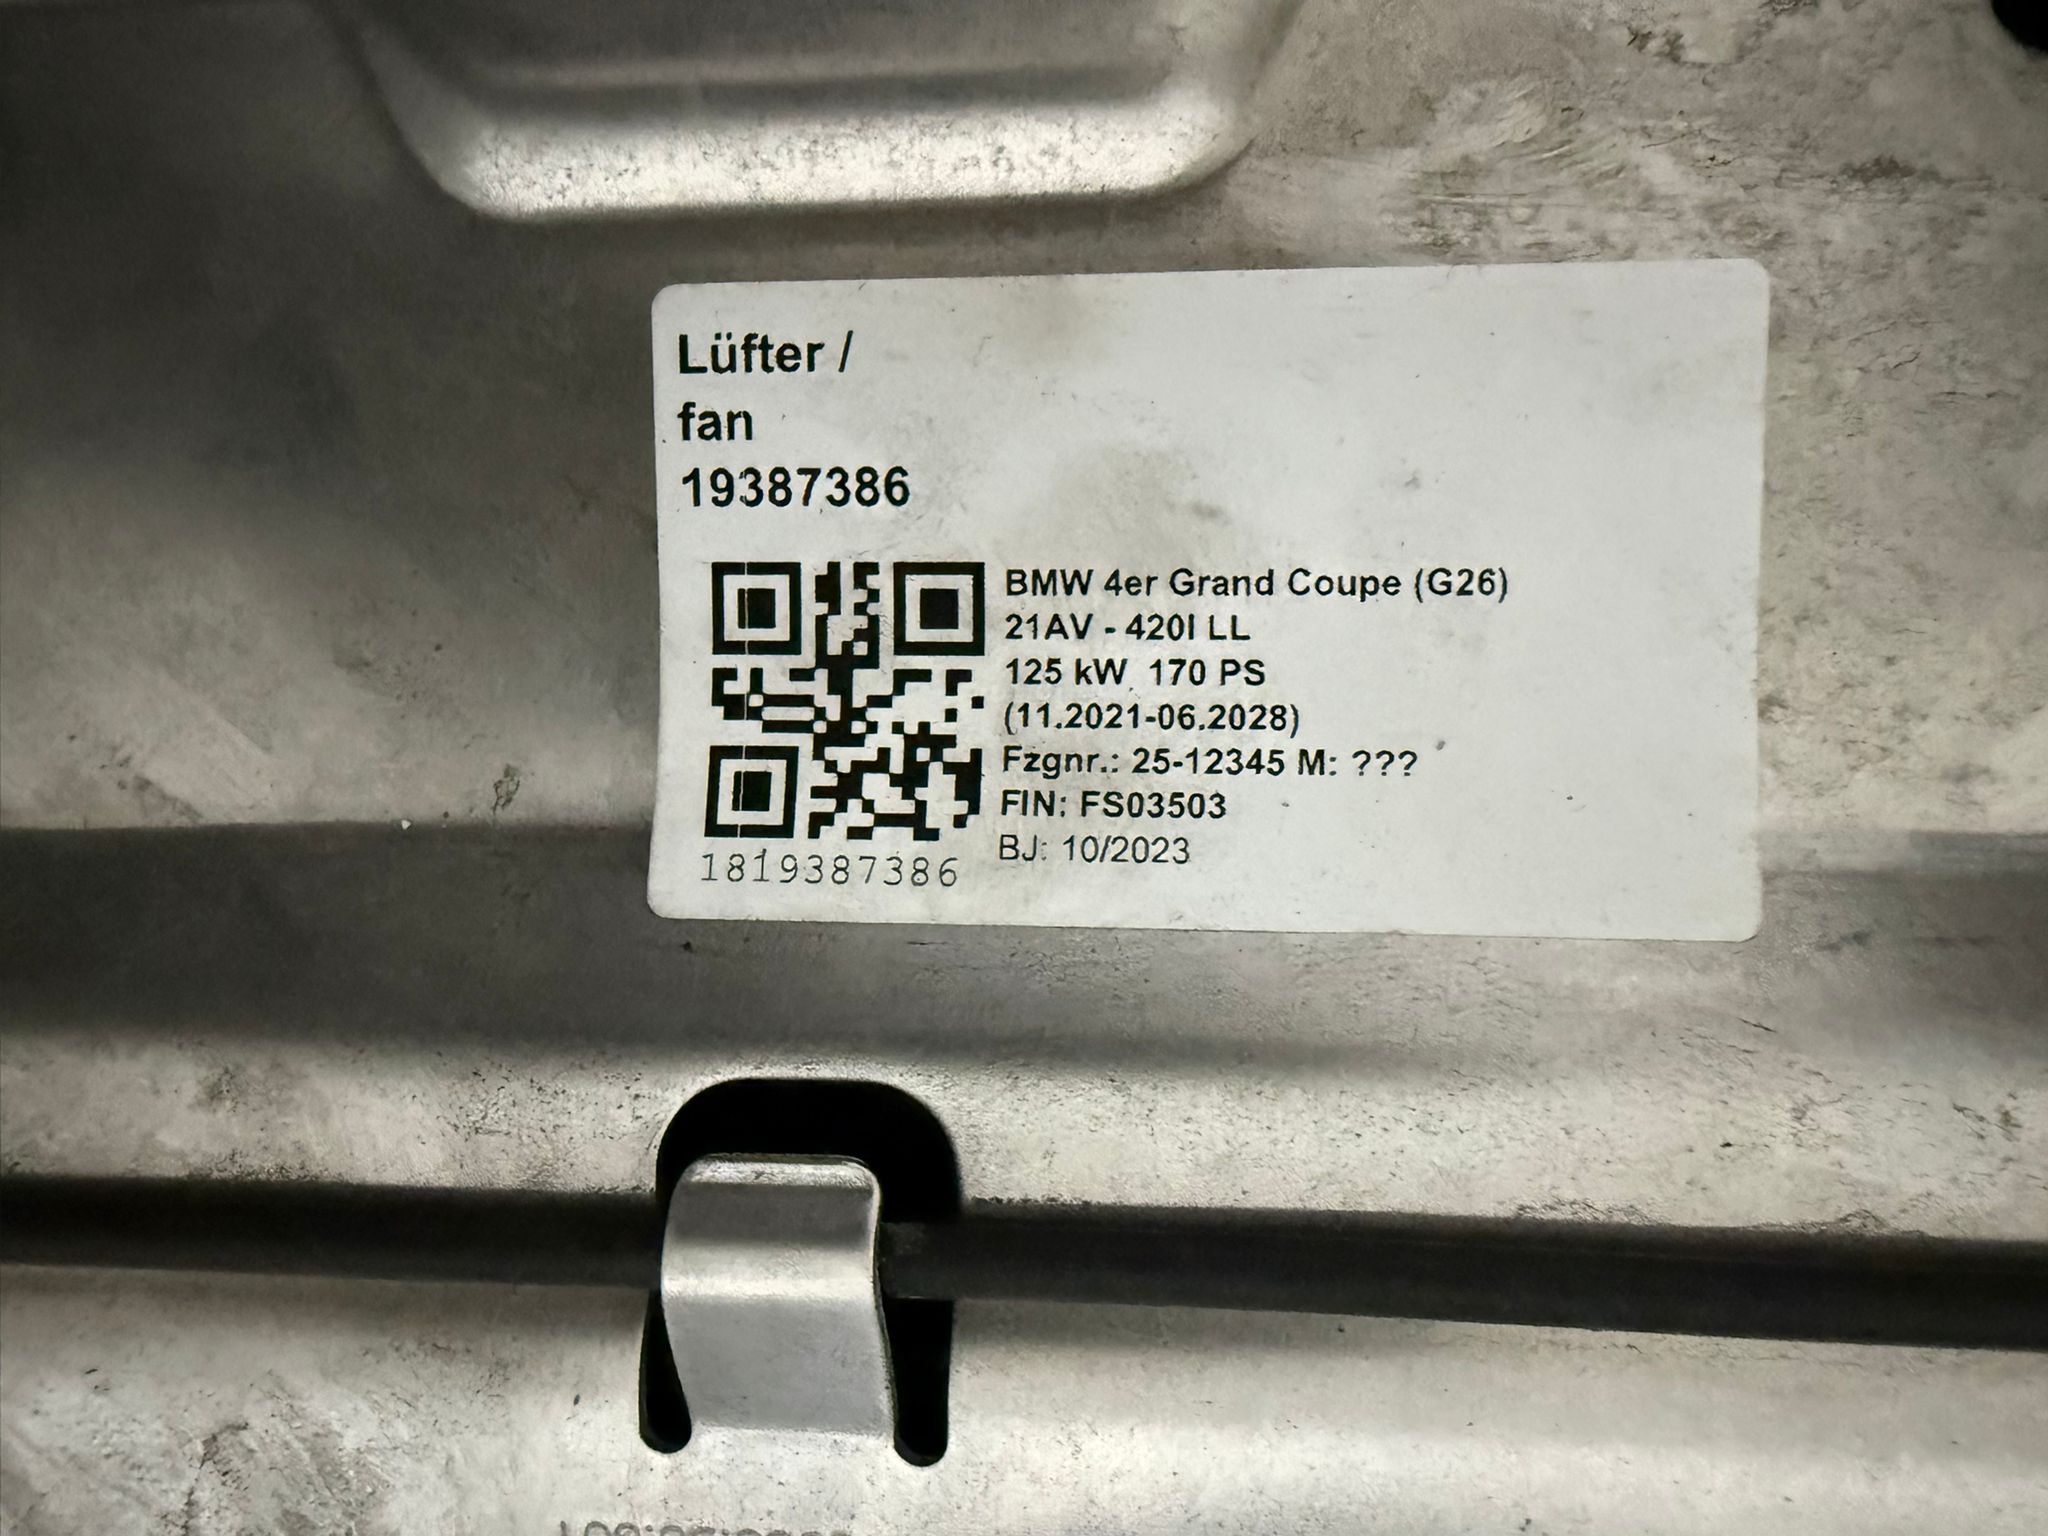 Lüfter /
fan
19387386
BMW 4er Grand Coupe (G26)
21AV - 420I LL
125 kW 170 PS
(11.2021-06.2028)
Fzgnr.: 25-12345 M: ???
FIN: FS03503
BJ: 10/2023
1819387386